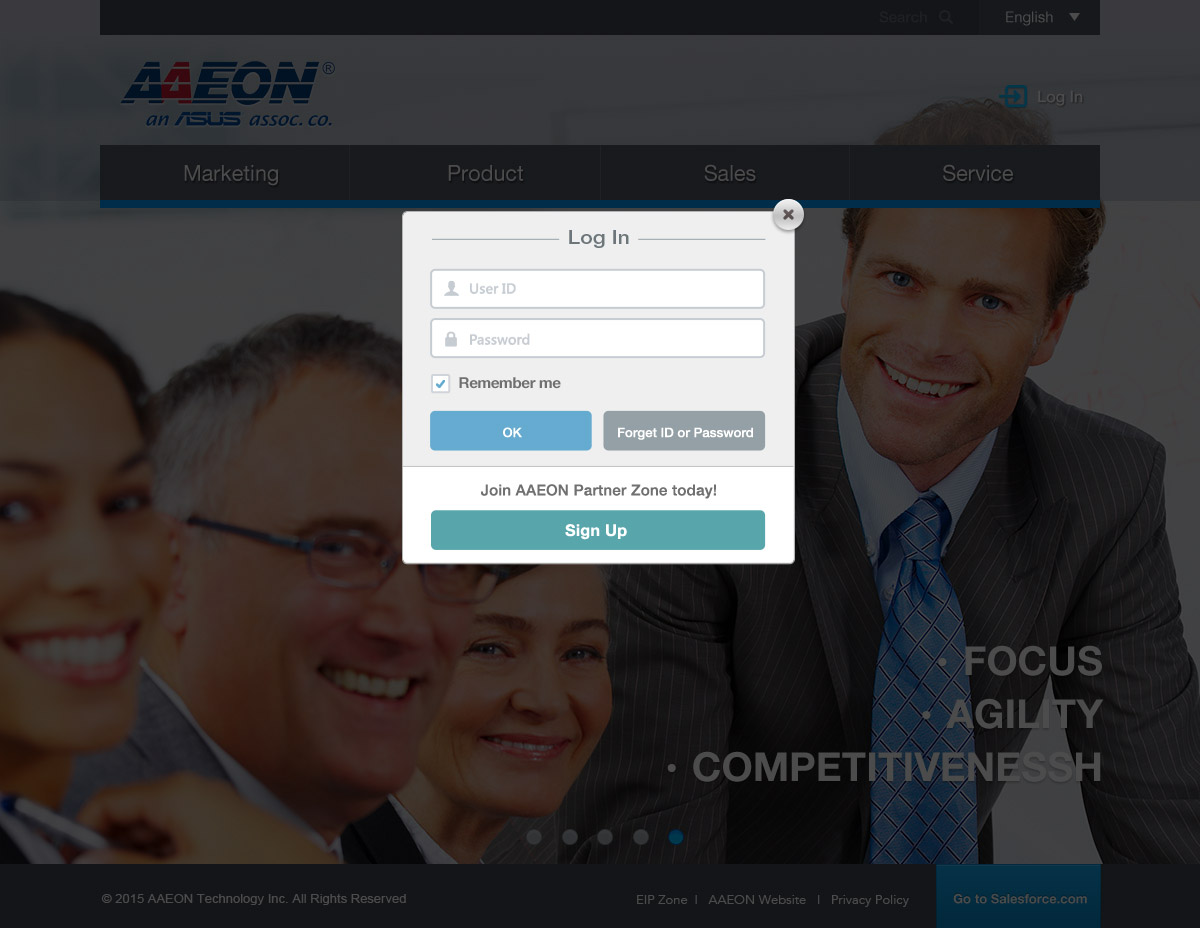 Search
English
AAEON®
an ASUS assoc. co.
Log In
Marketing
Product
Sales
Service
Log In
User ID
Password
Remember me
OK
Forget ID or Password
Join AAEON Partner Zone today!
Sign Up
• FOCUS
• AGILITY
• COMPETITIVENESSH
© 2015 AAEON Technology Inc. All Rights Reserved
EIP Zone | AAEON Website | Privacy Policy
Go to Salesforce.com